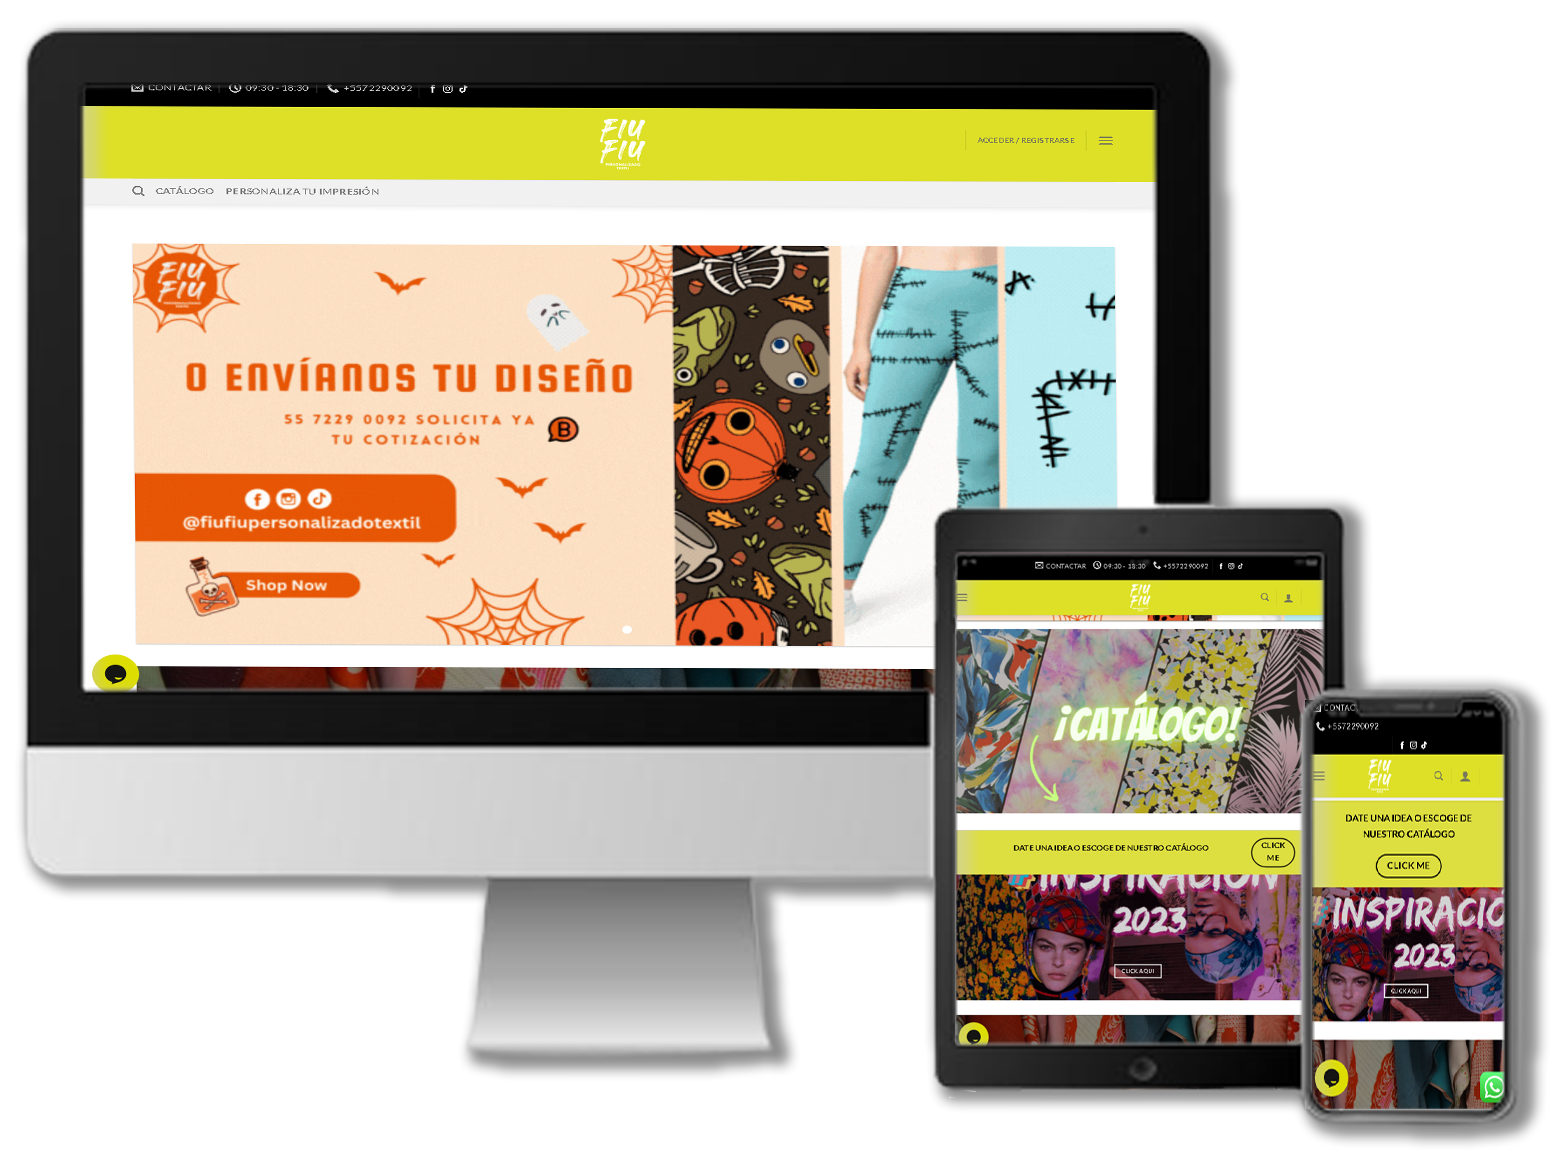 CONTACTAR 09:30 - 18:30 +5572290092
FIU
FIU
PERSONALIZADO
TEXTIL
ACCEDER / REGISTRARSE
CATÁLOGO PERSONALIZA TU IMPRESIÓN
FIU
FIU
O ENVÍANOS TU DISEÑO
55 7229 0092 SOLICITA YA
TU COTIZACIÓN
B
@fiufiupersonalizadotextil
Shop Now
CONTACTAR 09:30 - 18:30 +5572290092
FIU
FIU
¡CATÁLOGO!
DATE UNA IDEA O ESCOGE DE NUESTRO CATÁLOGO
CLICK
ME
#INSPIRACIÓN
2023
CLICK AQUI
CONTAC
+5572290092
FIU
FIU
DATE UNA IDEA O ESCOGE DE
NUESTRO CATÁLOGO
CLICK ME
#INSPIRACIÓ
2023
CLICK AQUI